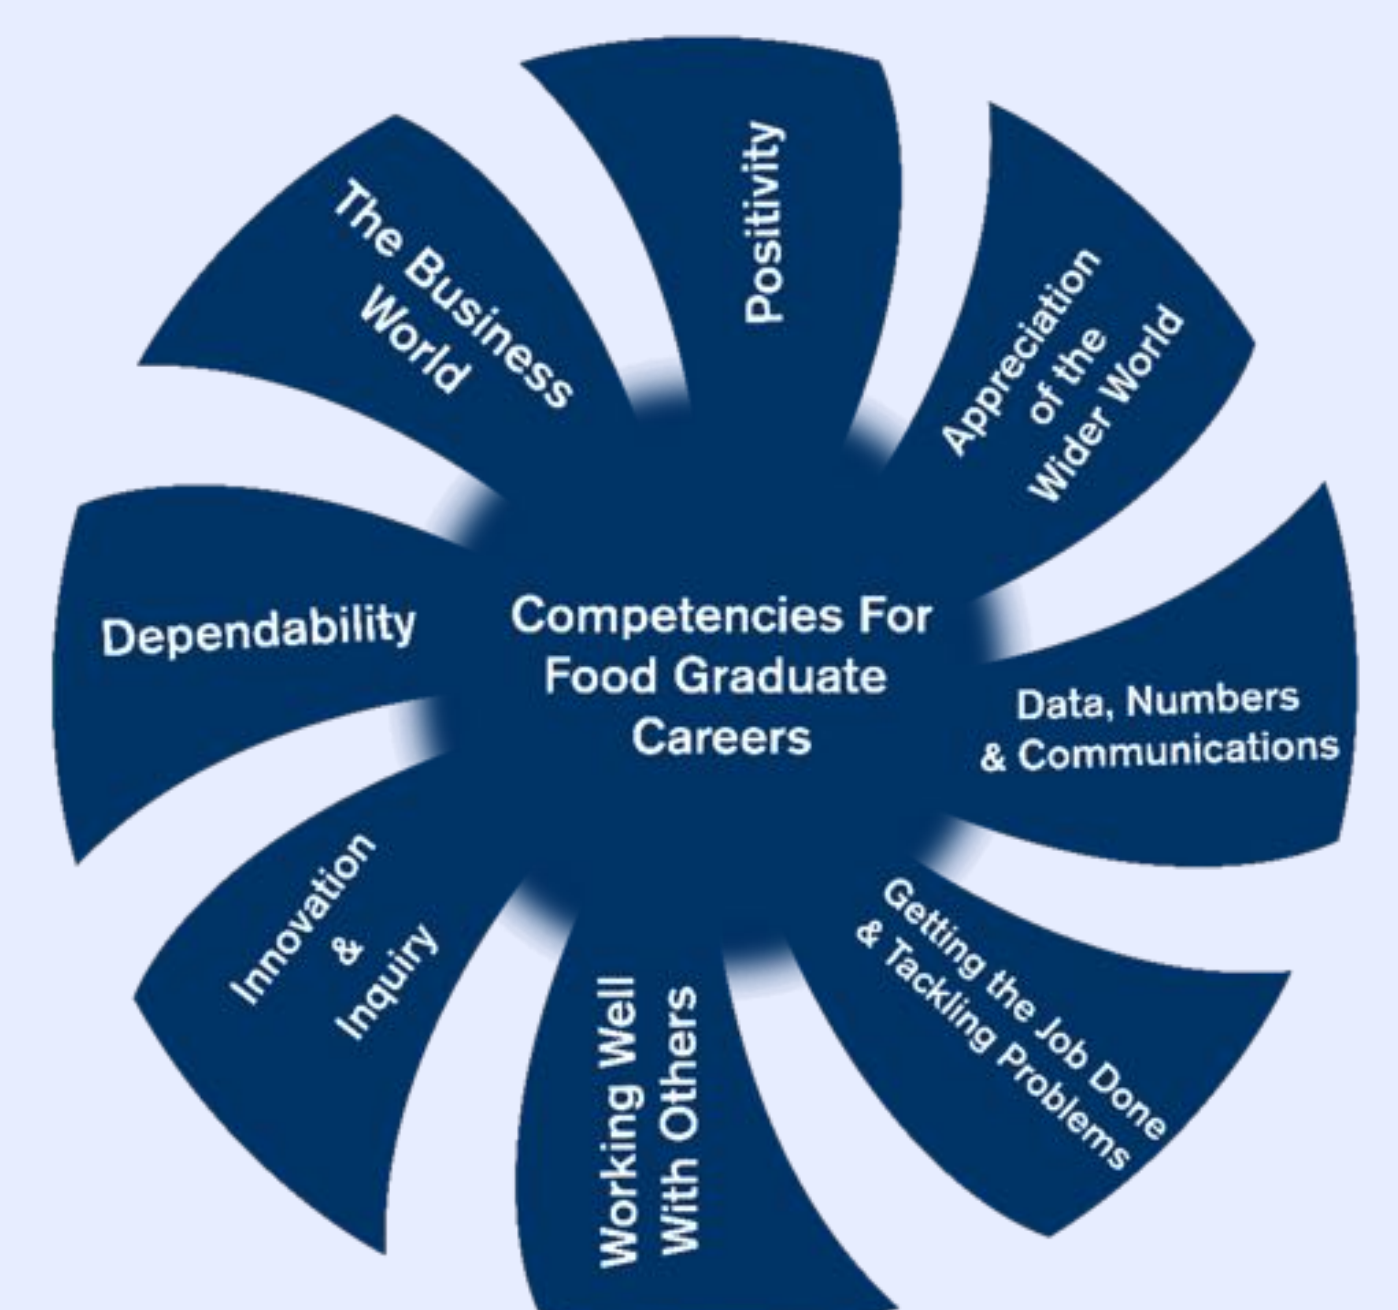 Positivity
Appreciation
of the
Wider World
Data, Numbers
& Communications
Getting the Job Done
& Tackling Problems
Working Well
With Others
Innovation
&
Inquiry
Dependability
The Business
World
Competencies For
Food Graduate
Careers